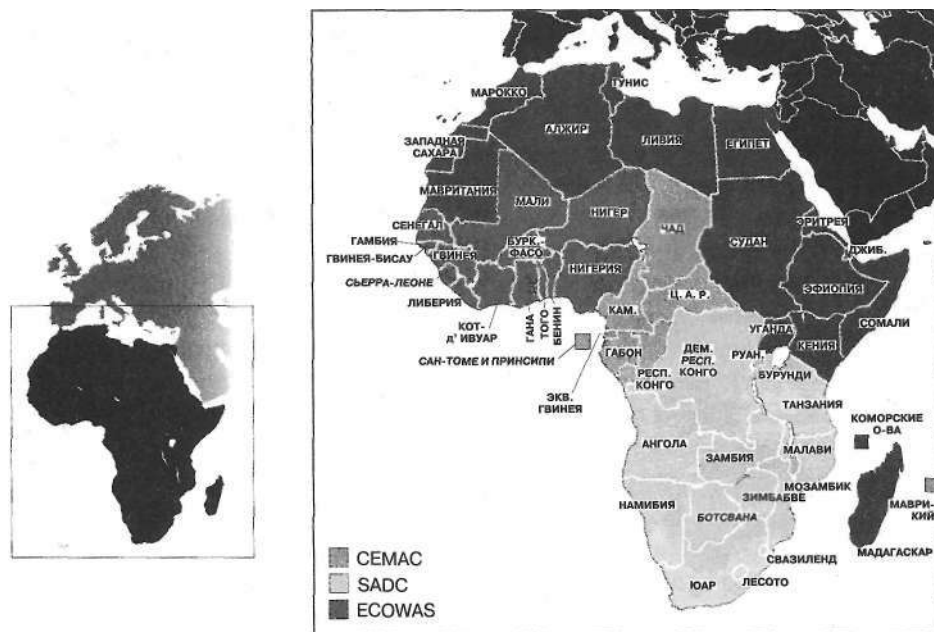 МАРОККО
ТУНИС
АЛЖИР
ЛИВИЯ
ЕГИПЕТ
ЗАПАДНАЯ
САХАРА
МАВРИТАНИЯ
МАЛИ
НИГЕР
ЧАД
СУДАН
ЭРИТРЕЯ
ДЖИБ.
СЕНЕГАЛ
ГАМБИЯ
ГВИНЕЯ-БИСАУ
ГВИНЕЯ
БУРК.-
ФАСО
НИГЕРИЯ
СЬЕРРА-ЛЕОНЕ
ЛИБЕРИЯ
КОТ-
Д' ИВУАР
ГАНА
ТОГО
БЕНИН
КАМ.
Ц. А. Р.
ЭФИОПИЯ
СОМАЛИ
УГАНДА
КЕНИЯ
САН-ТОМЕ И ПРИНСИПИ
ГАБОН
РЕСП.
КОНГО
ДЕМ.
РЕСП.
КОНГО
РУАН.
БУРУНДИ
ЭКВ.
ГВИНЕЯ
ТАНЗАНИЯ
КОМОРСКИЕ
О-ВА
АНГОЛА
ЗАМБИЯ
МАЛАВИ
МОЗАМБИК
ЗИМБАБВЕ
НАМИБИЯ
БОТСВАНА
МАВРИ-
КИЙ
МАДАГАСКАР
СВАЗИЛЕНД
ЛЕСОТО
ЮАР
CEMAC
SADC
ECOWAS